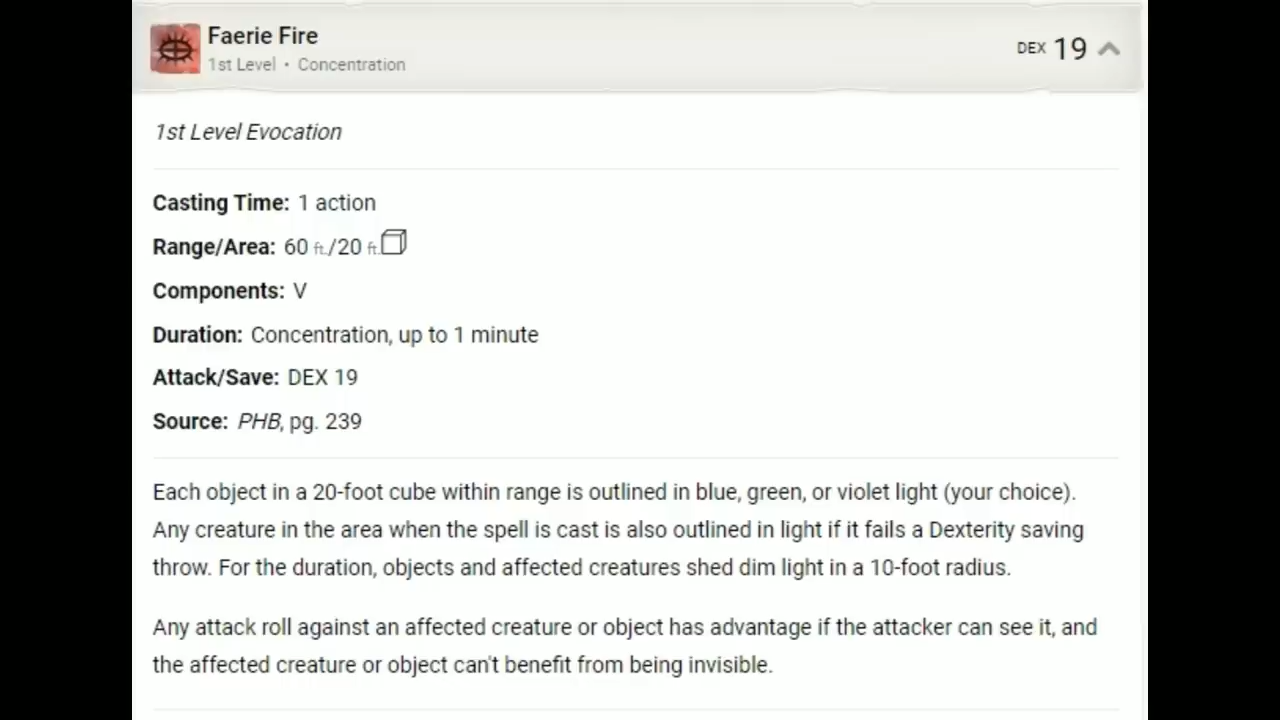 Faerie Fire
1st Level • Concentration
DEX 19
1st Level Evocation
Casting Time: 1 action
Range/Area: 60 ft./20 ft.
Components: V
Duration: Concentration, up to 1 minute
Attack/Save: DEX 19
Source: PHB, pg. 239
Each object in a 20-foot cube within range is outlined in blue, green, or violet light (your choice).
Any creature in the area when the spell is cast is also outlined in light if it fails a Dexterity saving
throw. For the duration, objects and affected creatures shed dim light in a 10-foot radius.
Any attack roll against an affected creature or object has advantage if the attacker can see it, and
the affected creature or object can't benefit from being invisible.